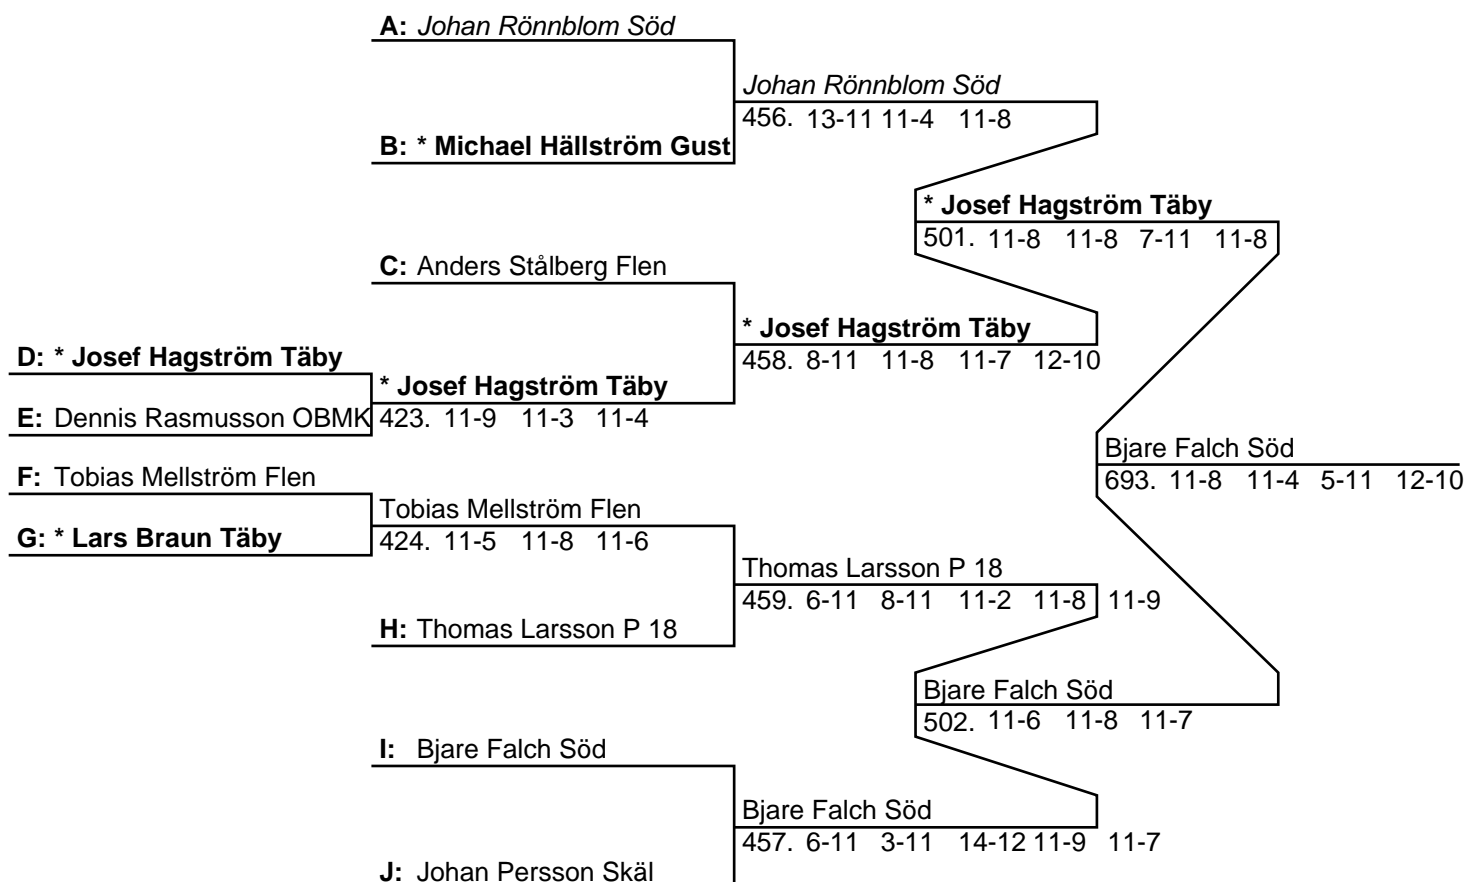 A: Johan Rönnblom Söd
Johan Rönnblom Söd
456. 13-11 11-4 11-8
B: * Michael Hällström Gust
* Josef Hagström Täby
501. 11-8 11-8 7-11 11-8
C: Anders Stålberg Flen
* Josef Hagström Täby
458. 8-11 11-8 11-7 12-10
D: * Josef Hagström Täby
* Josef Hagström Täby
E: Dennis Rasmusson OBMK
423. 11-9 11-3 11-4
Bjare Falch Söd
693. 11-8 11-4 5-11 12-10
F: Tobias Mellström Flen
Tobias Mellström Flen
G: * Lars Braun Täby
424. 11-5 11-8 11-6
Thomas Larsson P 18
459. 6-11 8-11 11-2 11-8 11-9
H: Thomas Larsson P 18
Bjare Falch Söd
502. 11-6 11-8 11-7
I: Bjare Falch Söd
Bjare Falch Söd
457. 6-11 3-11 14-12 11-9 11-7
J: Johan Persson Skäl